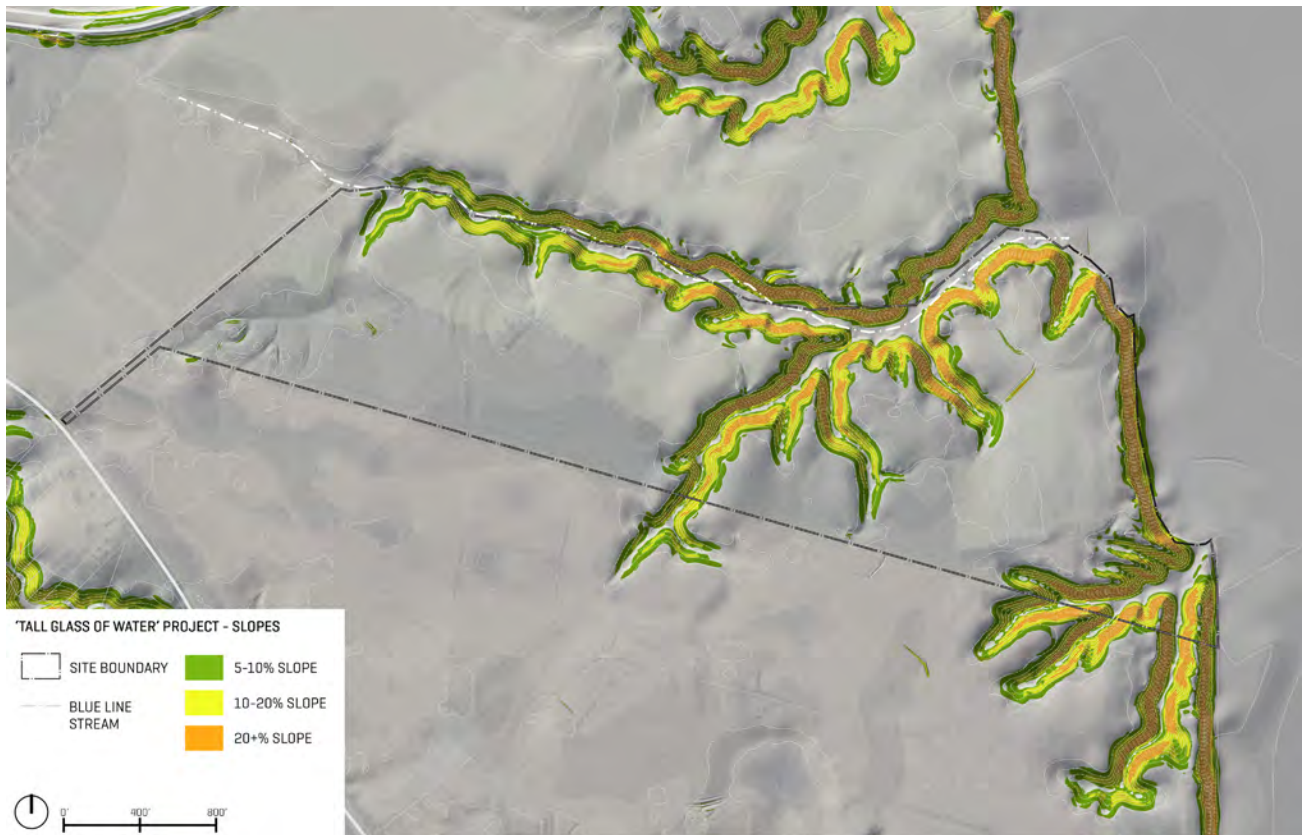 'TALL GLASS OF WATER' PROJECT - SLOPES
SITE BOUNDARY
BLUE LINE
STREAM
5-10% SLOPE
10-20% SLOPE
20+% SLOPE
0' 400' 800'